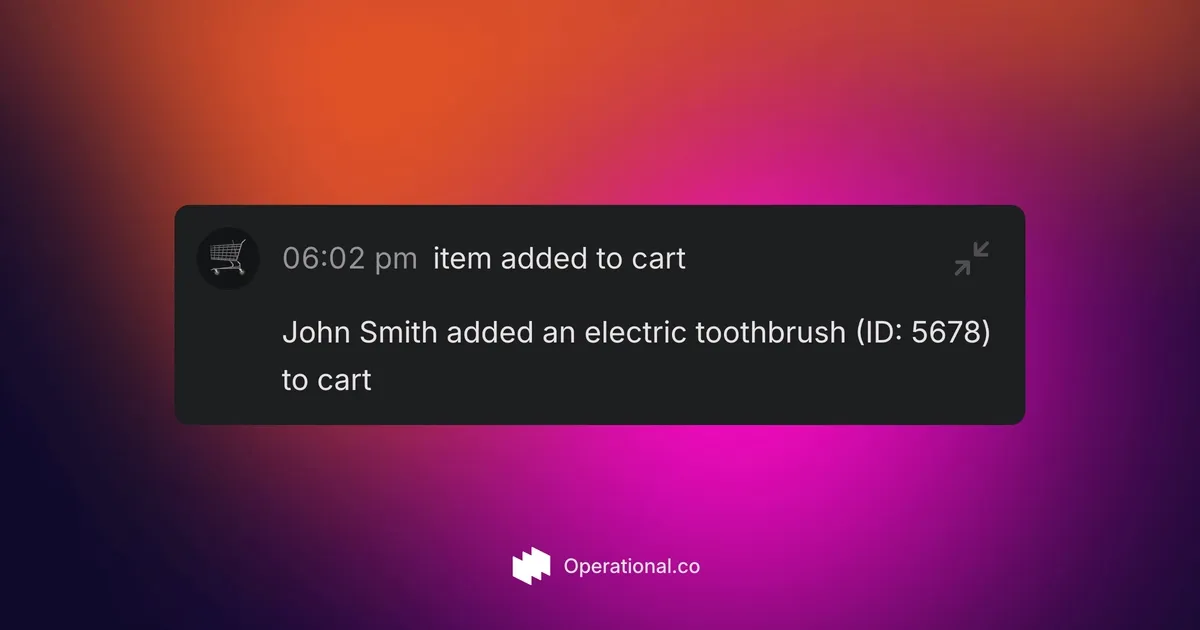 06:02 pm item added to cart
John Smith added an electric toothbrush (ID: 5678)
to cart
Operational.co